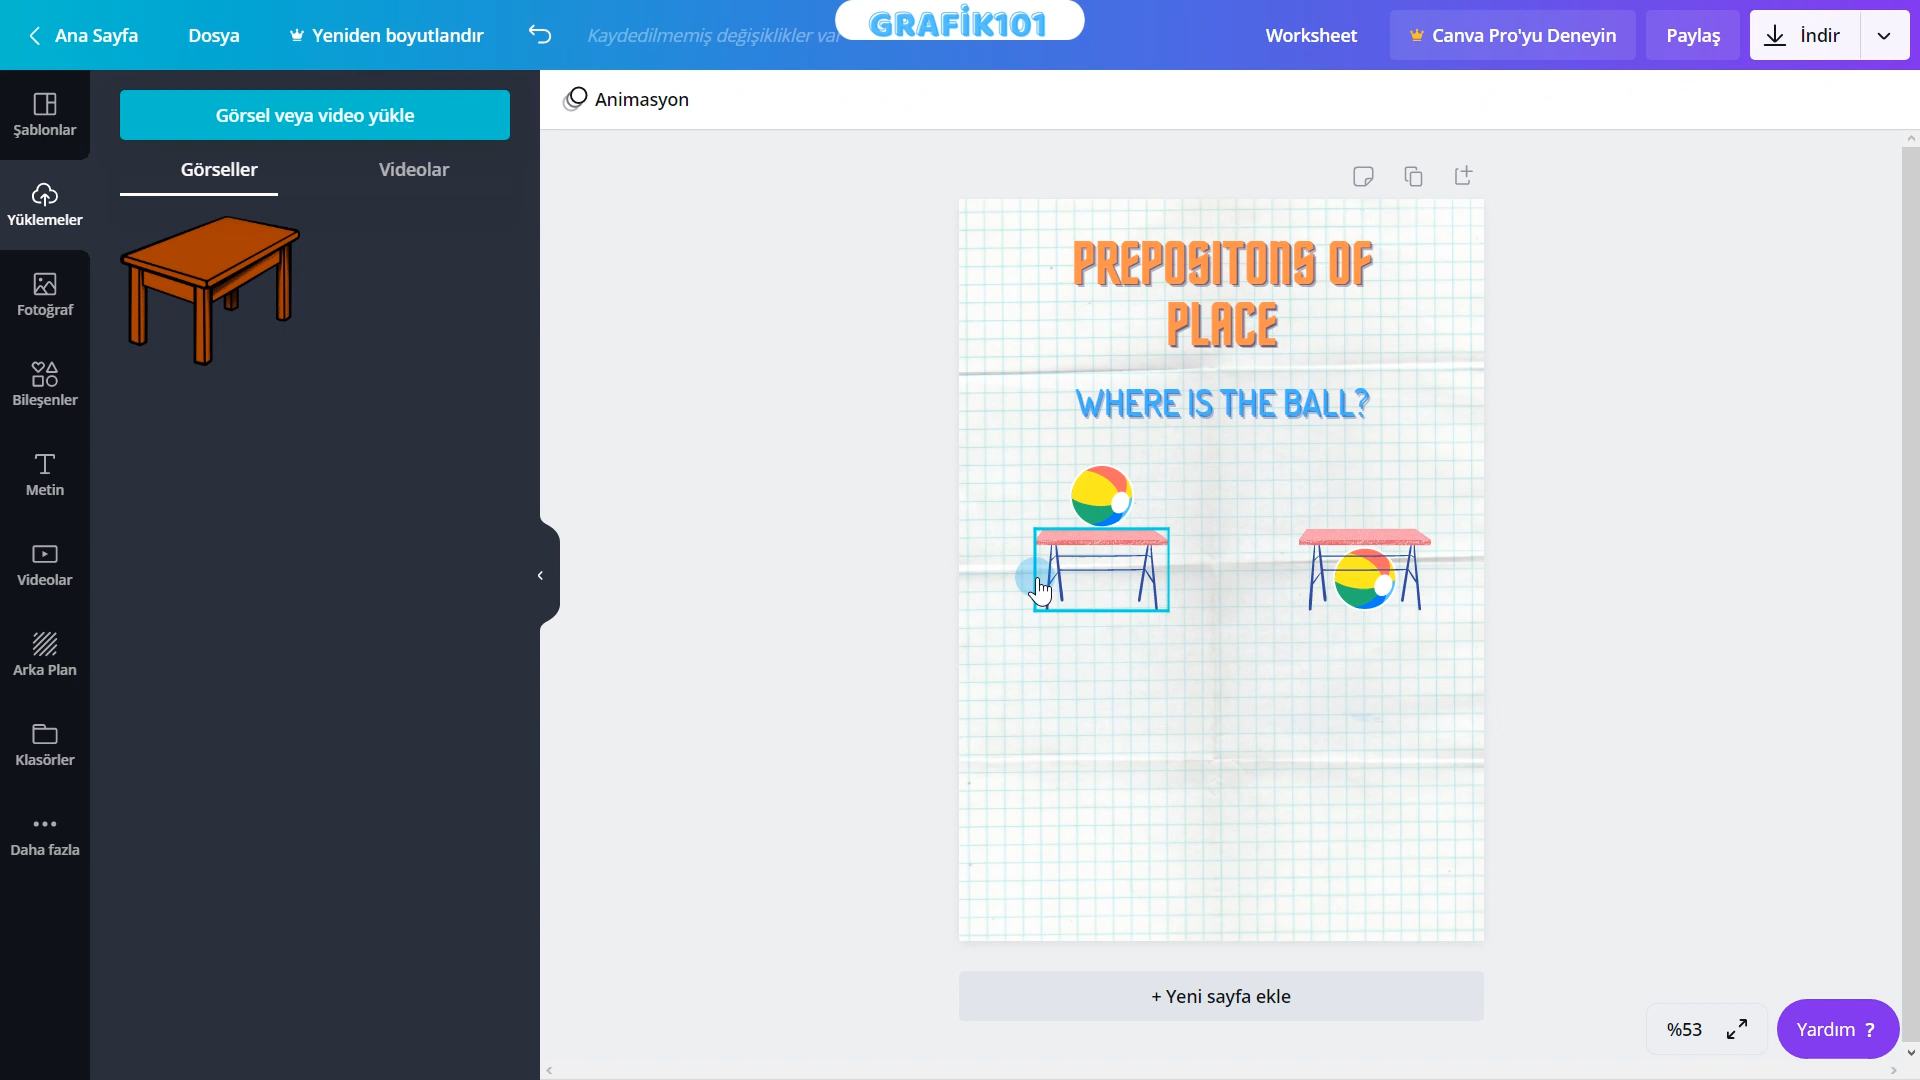 Ana Sayfa
Dosya
Yeniden boyutlandır
Kaydedilmemiş değişiklikler var
GRAFİK101
Worksheet
Canva Pro'yu Deneyin
Paylaş
İndir
Şablonlar
Yüklemeler
Fotoğraf
Bileşenler
Metin
Videolar
Arka Plan
Klasörler
Daha fazla
Görsel veya video yükle
Görseller
Videolar
Animasyon
PREPOSITONS OF
PLACE
WHERE IS THE BALL?
+ Yeni sayfa ekle
%53
Yardım ?